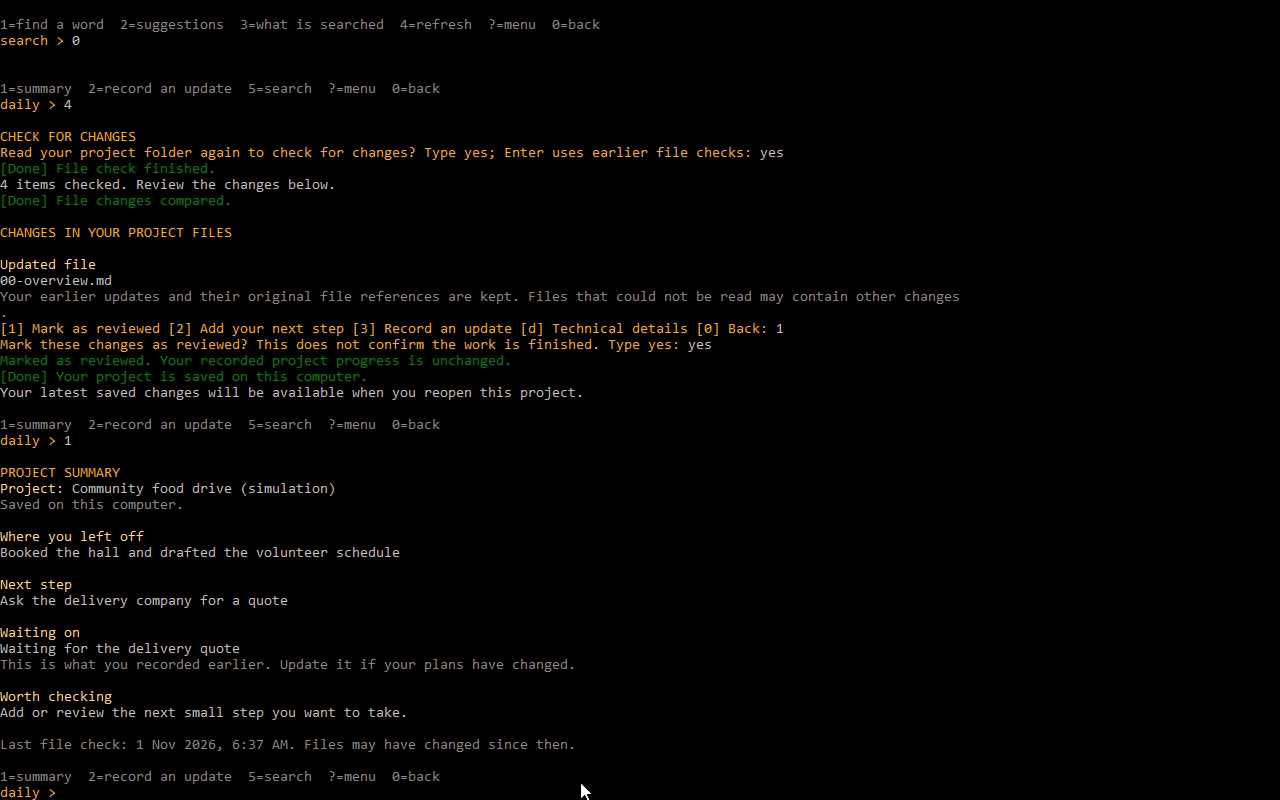 1=find a word  2=suggestions  3=what is searched  4=refresh  ?=menu  0=back
search > 0
1=summary  2=record an update  5=search  ?=menu  0=back
daily > 4
CHECK FOR CHANGES
Read your project folder again to check for changes? Type yes; Enter uses earlier file checks: yes
[Done] File check finished.
4 items checked. Review the changes below.
[Done] File changes compared.
CHANGES IN YOUR PROJECT FILES
Updated file
00-overview.md
Your earlier updates and their original file references are kept. Files that could not be read may contain other changes
.
[1] Mark as reviewed [2] Add your next step [3] Record an update [d] Technical details [0] Back: 1
Mark these changes as reviewed? This does not confirm the work is finished. Type yes: yes
Marked as reviewed. Your recorded project progress is unchanged.
[Done] Your project is saved on this computer.
Your latest saved changes will be available when you reopen this project.
1=summary  2=record an update  5=search  ?=menu  0=back
daily > 1
PROJECT SUMMARY
Project: Community food drive (simulation)
Saved on this computer.
Where you left off
Booked the hall and drafted the volunteer schedule
Next step
Ask the delivery company for a quote
Waiting on
Waiting for the delivery quote
This is what you recorded earlier. Update it if your plans have changed.
Worth checking
Add or review the next small step you want to take.
Last file check: 1 Nov 2026, 6:37 AM. Files may have changed since then.
1=summary  2=record an update  5=search  ?=menu  0=back
daily >